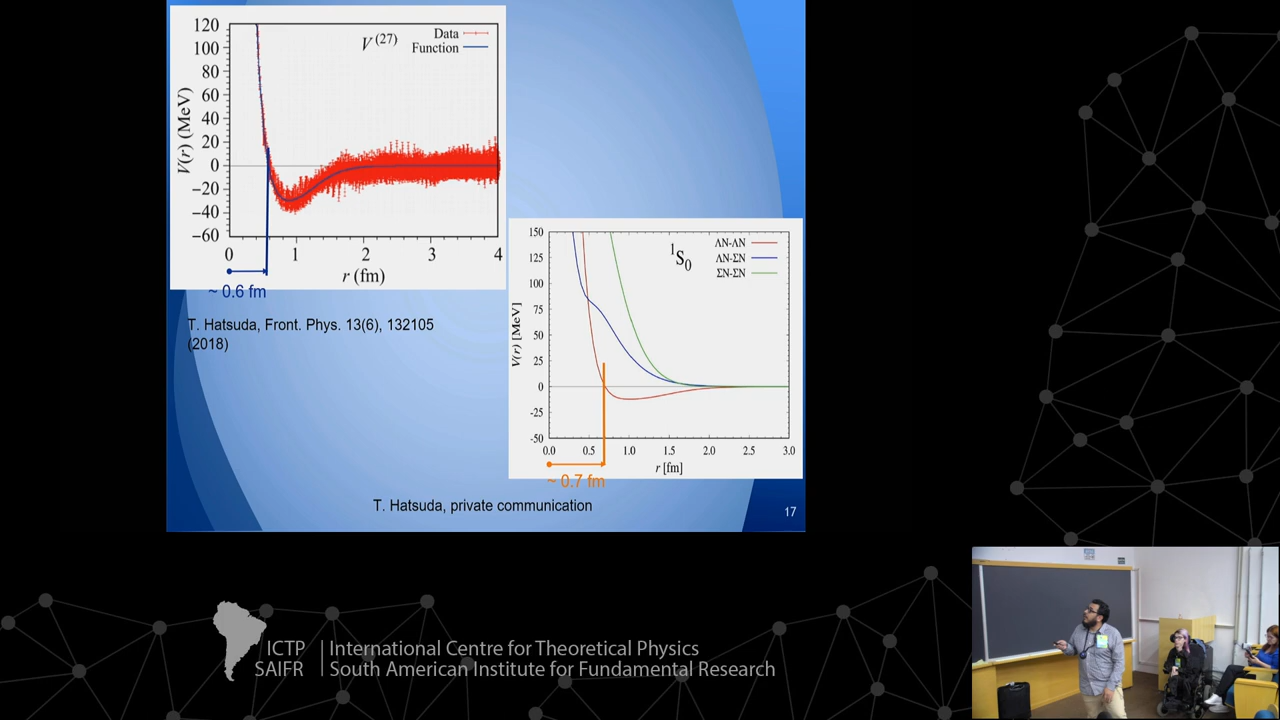 V(27)
Data
Function
120
100
80
60
40
20
0
−20
−40
−60
V(r) (MeV)
0 1 2 3 4
r (fm)
~ 0.6 fm
T. Hatsuda, Front. Phys. 13(6), 132105
(2018)
1S0
ΛN-ΛN
ΛN-ΣN
ΣN-ΣN
150
125
100
75
50
25
0
-25
-50
V(r) [MeV]
0.0 0.5 1.0 1.5 2.0 2.5 3.0
r [fm]
~ 0.7 fm
T. Hatsuda, private communication
17
ICTP
SAIFR
International Centre for Theoretical Physics
South American Institute for Fundamental Research